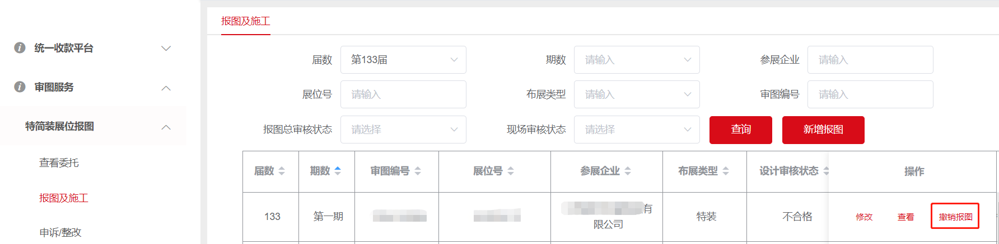 报图及施工
统一收款平台
审图服务
特简装展位报图
查看委托
报图及施工
申诉/整改
届数 第133届 期数 请输入 参展企业 请输入
展位号 请输入 布展类型 请输入 审图编号 请输入
报图总审核状态 请选择 现场审核状态 请选择 查询 新增报图
届数 期数 审图编号 展位号 参展企业 布展类型 设计审核状态 操作
133 第一期 有 特装 不合格 修改 查看 撤销报图
限公司